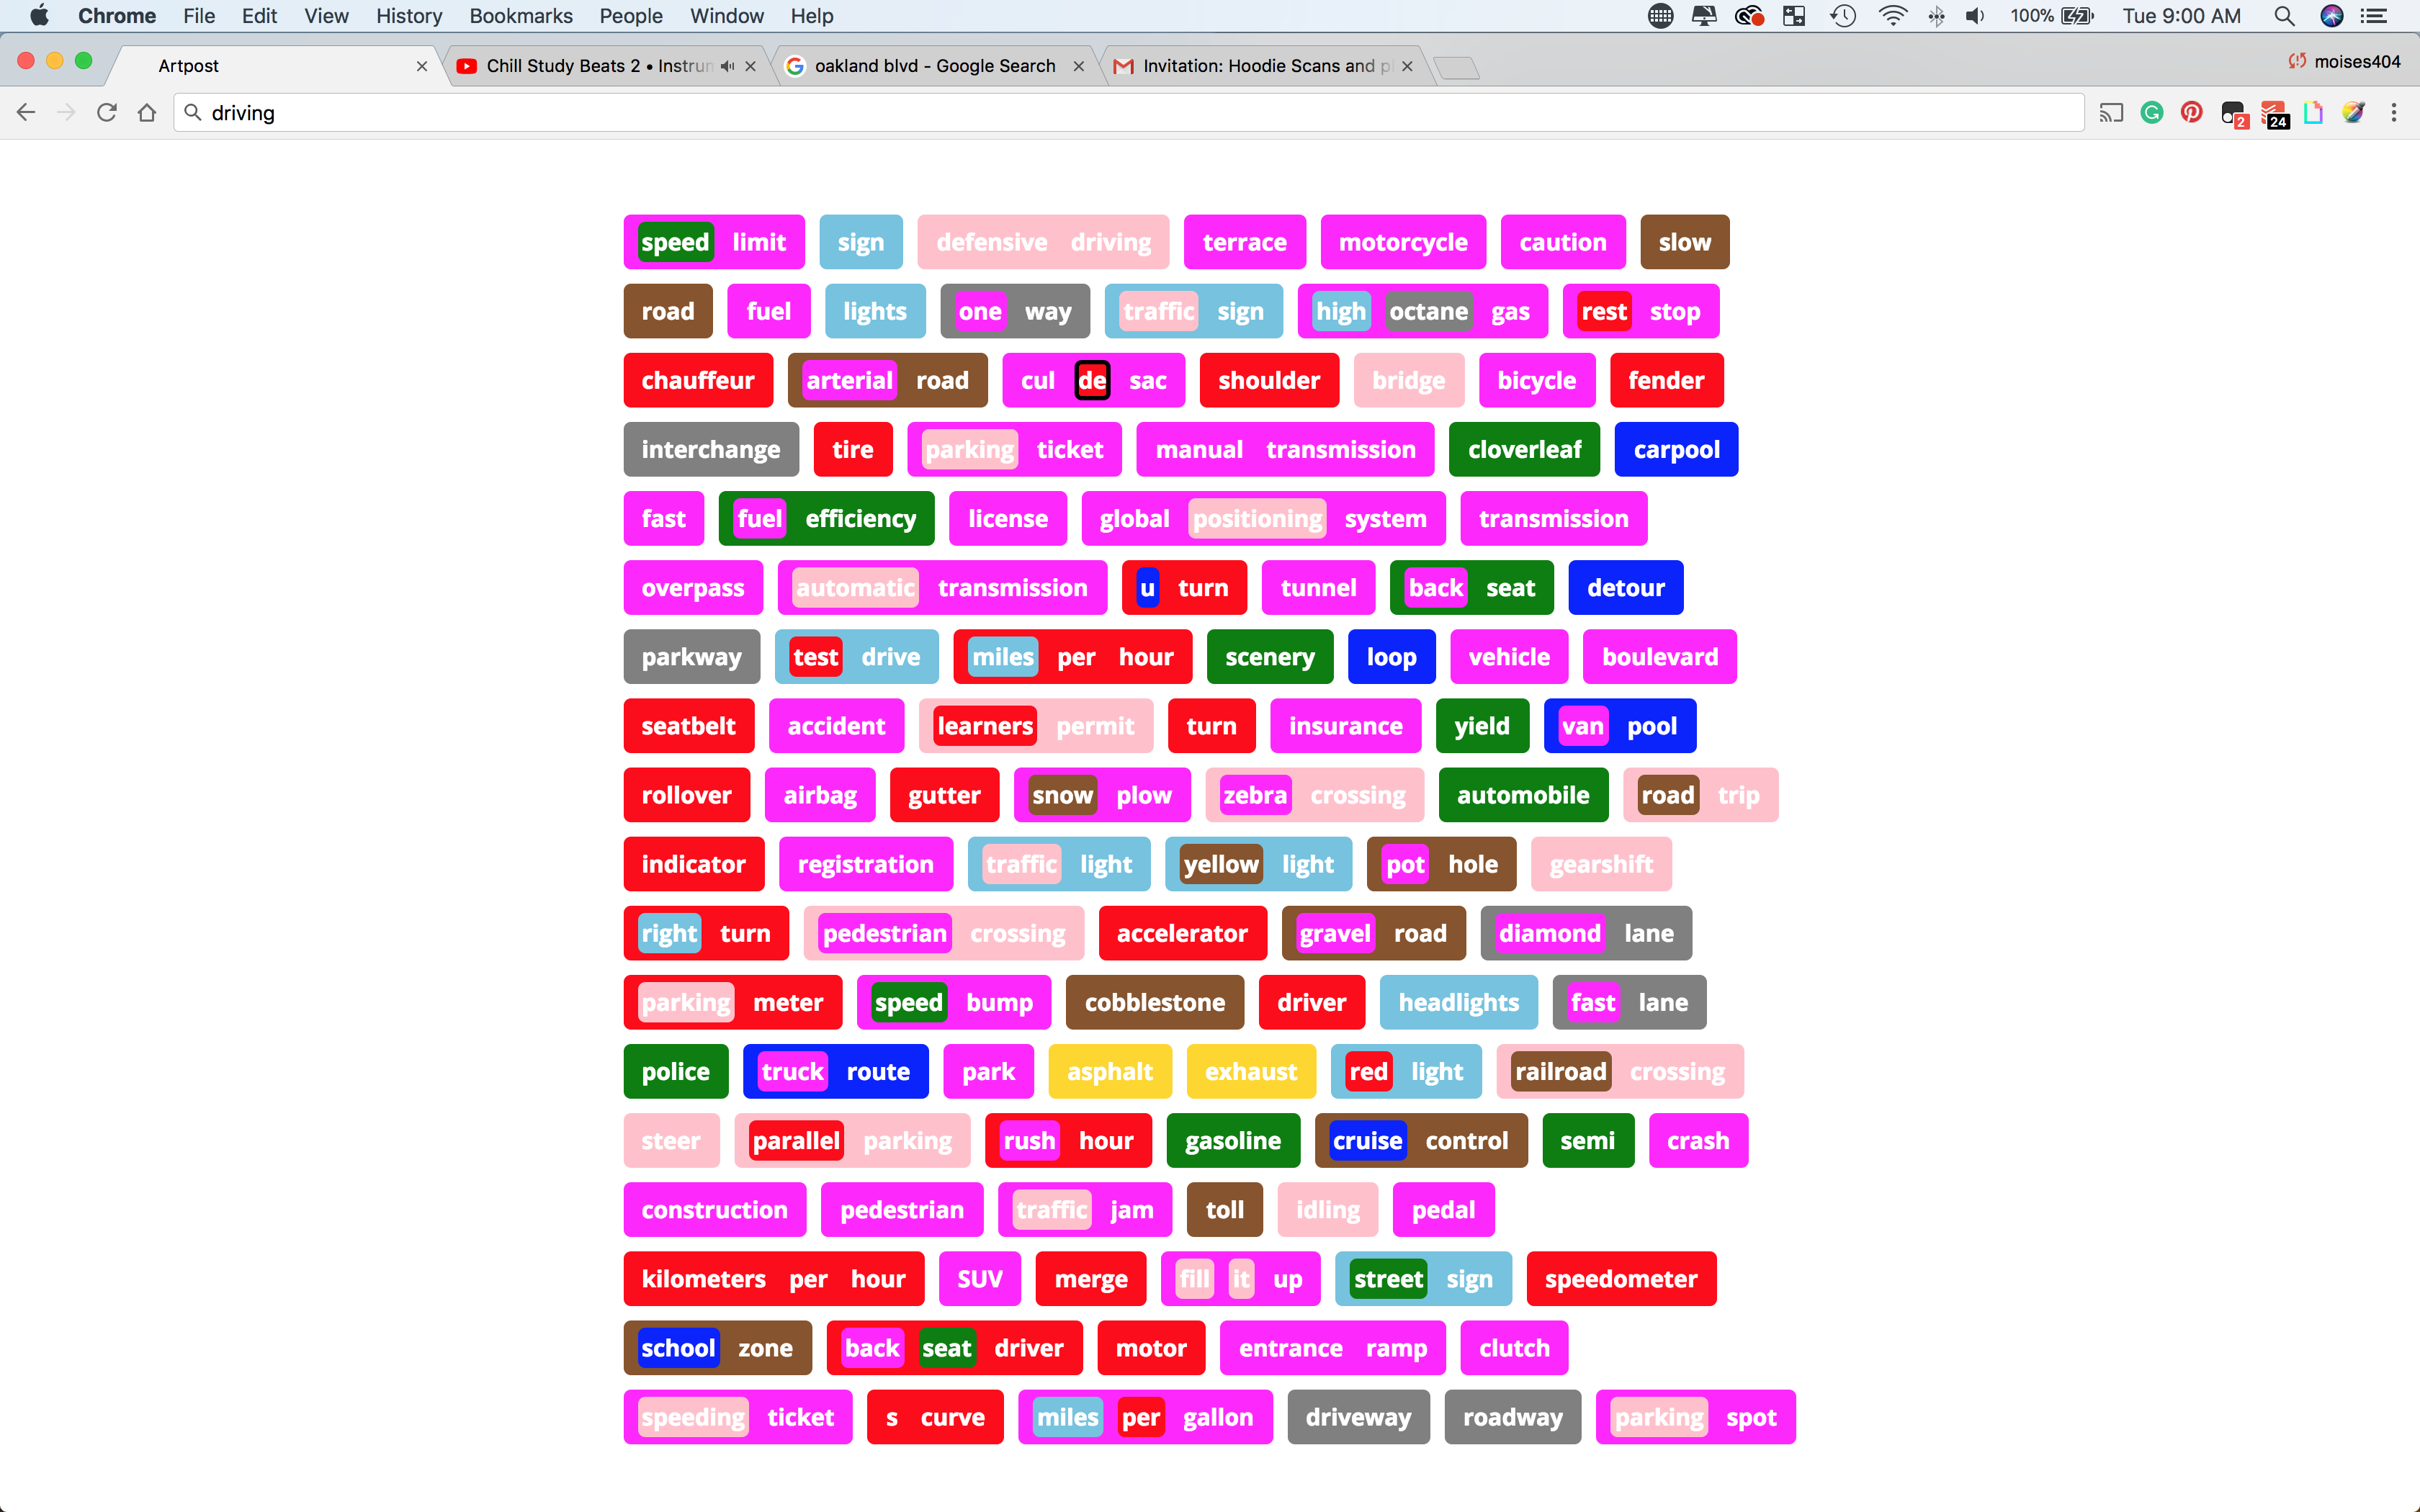 Chrome File Edit View History Bookmarks People Window Help 100% Tue 9:00 AM
Artpost Chill Study Beats 2 • Instrum oakland blvd - Google Search Invitation: Hoodie Scans and moises404
driving 2 24
speed limit sign defensive driving terrace motorcycle caution slow
road fuel lights one way traffic sign high octane gas rest stop
chauffeur arterial road cul de sac shoulder bridge bicycle fender
interchange tire parking ticket manual transmission cloverleaf carpool
fast fuel efficiency license global positioning system transmission
overpass automatic transmission u turn tunnel back seat detour
parkway test drive miles per hour scenery loop vehicle boulevard
seatbelt accident learners permit turn insurance yield van pool
rollover airbag gutter snow plow zebra crossing automobile road trip
indicator registration traffic light yellow light pot hole gearshift
right turn pedestrian crossing accelerator gravel road diamond lane
parking meter speed bump cobblestone driver headlights fast lane
police truck route park asphalt exhaust red light railroad crossing
steer parallel parking rush hour gasoline cruise control semi crash
construction pedestrian traffic jam toll idling pedal
kilometers per hour SUV merge fill it up street sign speedometer
school zone back seat driver motor entrance ramp clutch
speeding ticket s curve miles per gallon driveway roadway parking spot